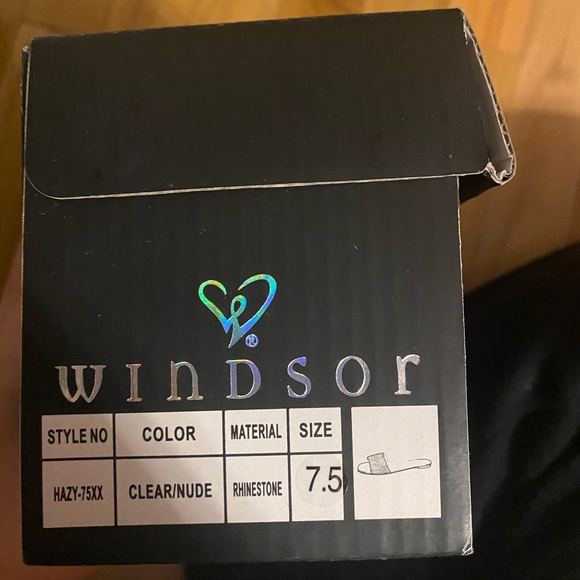 ®
WINDSOR
STYLE NO COLOR MATERIAL SIZE
HAZY-75XX CLEAR/NUDE RHINESTONE 7.5